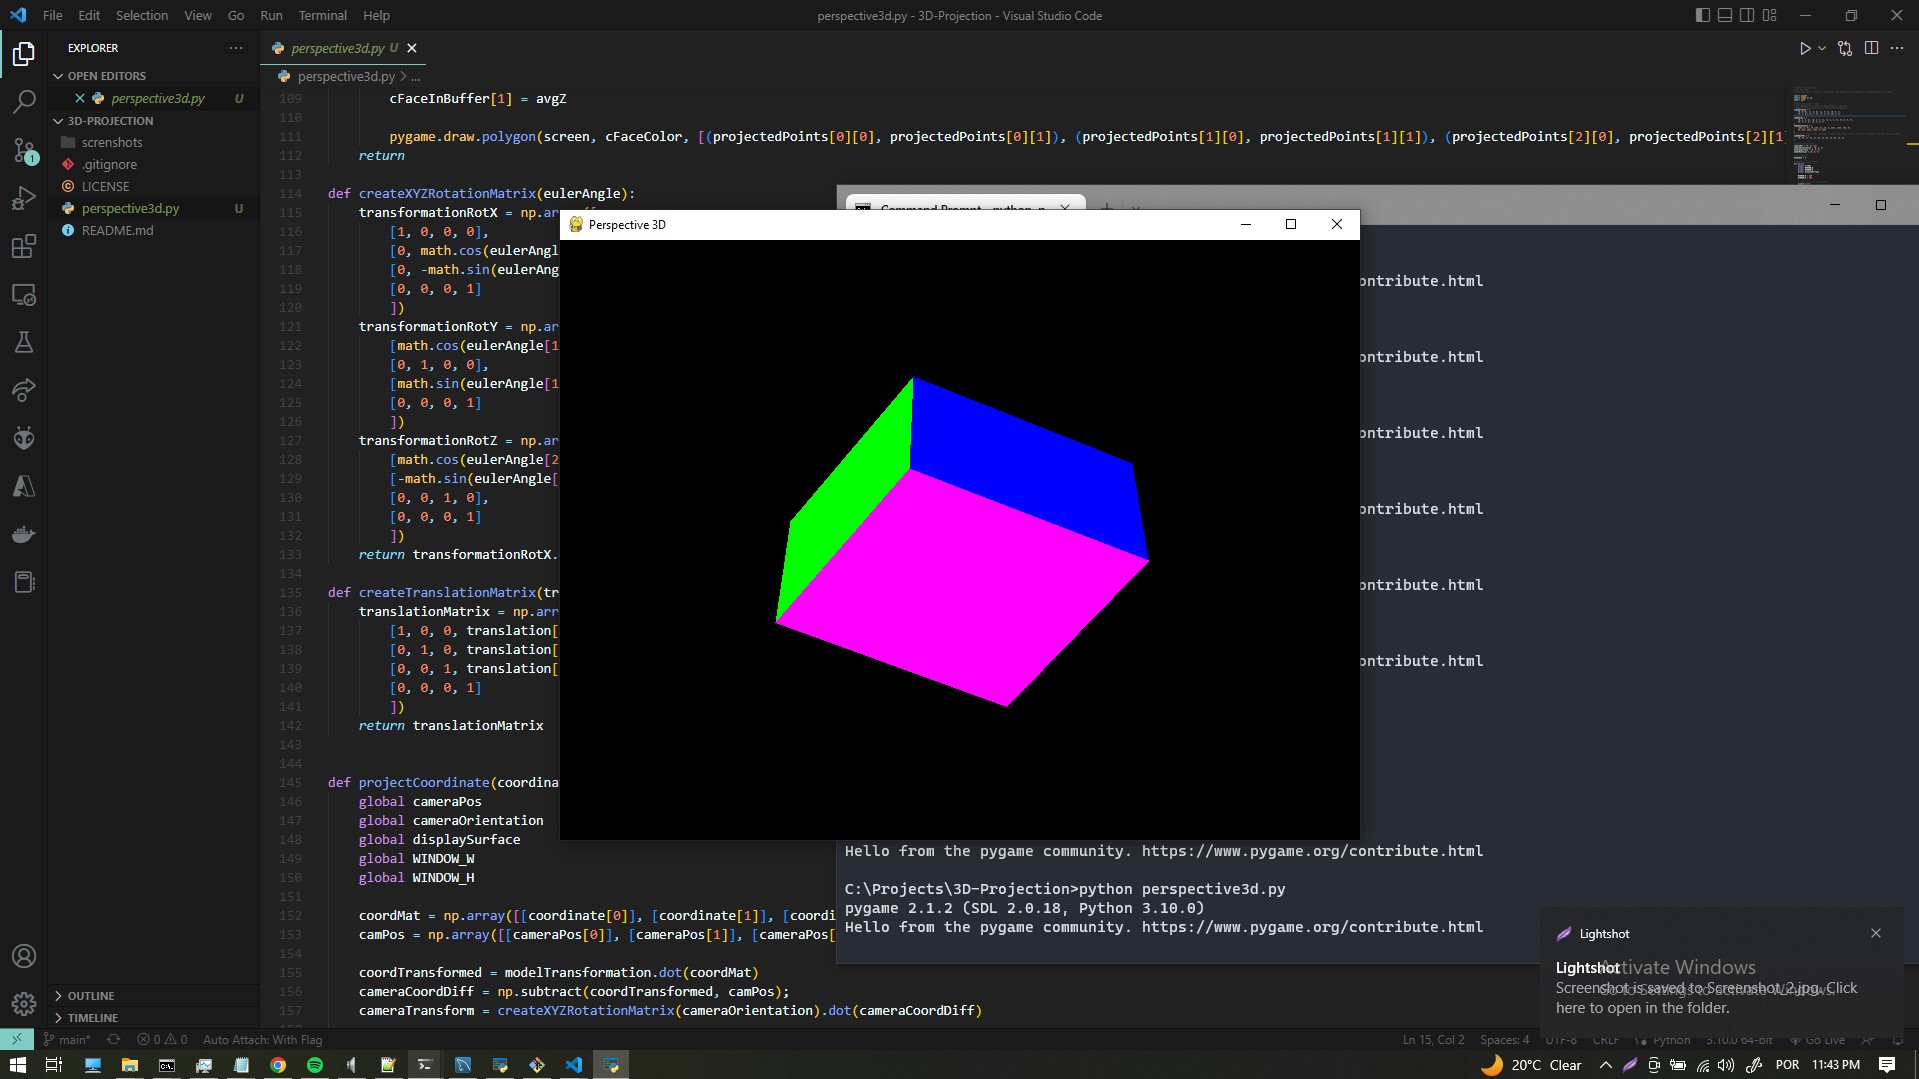 File Edit Selection View Go Run Terminal Help
perspective3d.py - 3D-Projection - Visual Studio Code
EXPLORER
OPEN EDITORS
perspective3d.py U
3D-PROJECTION
scrrenshots
.gitignore
LICENSE
perspective3d.py U
README.md
OUTLINE
TIMELINE
perspective3d.py U
perspective3d.py > ...
109 cFaceInBuffer[1] = avgZ
110
111 pygame.draw.polygon(screen, cFaceColor, [(projectedPoints[0][0], projectedPoints[0][1]), (projectedPoints[1][0], projectedPoints[1][1]), (projectedPoints[2][0], projectedPoints[2][1]
112 return
113
114 def createXYZRotationMatrix(eulerAngle):
115 transformationRotX = np.array([
116 [1, 0, 0, 0],
117 [0, math.cos(eulerAngl
118 [0, -math.sin(eulerAng
119 [0, 0, 0, 1]
120 ])
121 transformationRotY = np.ar
122 [math.cos(eulerAngle[1
123 [0, 1, 0, 0],
124 [math.sin(eulerAngle[1
125 [0, 0, 0, 1]
126 ])
127 transformationRotZ = np.ar
128 [math.cos(eulerAngle[2
129 [-math.sin(eulerAngle[
130 [0, 0, 1, 0],
131 [0, 0, 0, 1]
132 ])
133 return transformationRotX.
134
135 def createTranslationMatrix(tr
136 translationMatrix = np.arr
137 [1, 0, 0, translation[
138 [0, 1, 0, translation[
139 [0, 0, 1, translation[
140 [0, 0, 0, 1]
141 ])
142 return translationMatrix
143
144
145 def projectCoordinate(coordina
146 global cameraPos
147 global cameraOrientation
148 global displaySurface
149 global WINDOW_W
150 global WINDOW_H
151
152 coordMat = np.array([[coordinate[0]], [coordinate[1]], [coordi
153 camPos = np.array([[cameraPos[0]], [cameraPos[1]], [cameraPos[
154
155 coordTransformed = modelTransformation.dot(coordMat)
156 cameraCoordDiff = np.subtract(coordTransformed, camPos);
157 cameraTransform = createXYZRotationMatrix(cameraOrientation).dot(cameraCoordDiff)
Command Prompt - python p
Perspective 3D
ontribute.html
ontribute.html
ontribute.html
ontribute.html
ontribute.html
ontribute.html
Hello from the pygame community. https://www.pygame.org/contribute.html
C:\Projects\3D-Projection>python perspective3d.py
pygame 2.1.2 (SDL 2.0.18, Python 3.10.0)
Hello from the pygame community. https://www.pygame.org/contribute.html
Lightshot
Lightshot
Screenshot is saved to Screenshot_2.jpg. Click
here to open in the folder.
Activate Windows
Go to Settings to activate Windows.
main* 0 0 Auto Attach: With Flag
Ln 15, Col 2 Spaces: 4 UTF-8 CRLF Python 3.10.0 64-bit Go Live
20°C Clear POR 11:43 PM